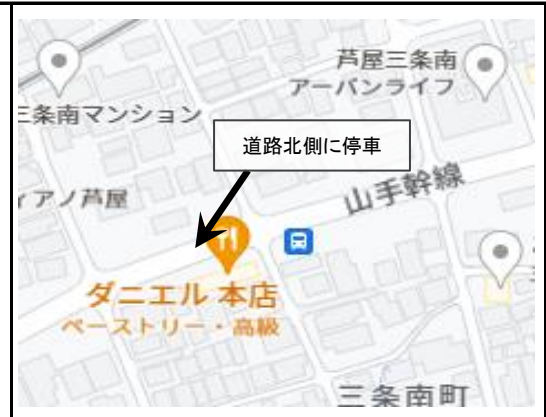 芦屋三条南
アーバンライフ
三条南マンション
道路北側に停車
ィアノ芦屋
山手幹線
ダニエル 本店
ペーストリー・高級
三条南町